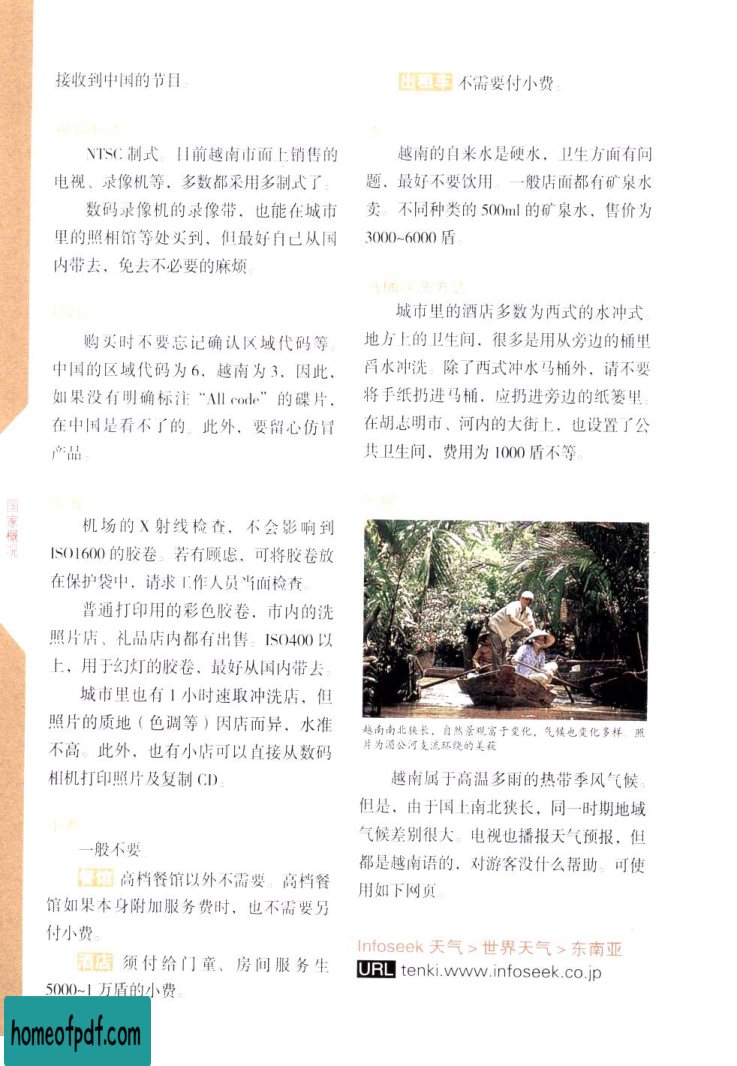 接收到中国的节目。
NTSC 制式。目前越南市面上销售的
电视、录像机等，多数都采用多制式了。
数码录像机的录像带，也能在城市
里的照相馆等处买到，但最好自己从国
内带去，免去不必要的麻烦。
购买时不要忘记确认区域代码等。
中国的区域代码为 6，越南为 3，因此，
如果没有明确标注“All code”的碟片，
在中国是看不了的。此外，要留心仿冒
产品。
机场的 X 射线检查，不会影响到
ISO1600 的胶卷。若有顾虑，可将胶卷放
在保护袋中，请求工作人员当面检查。
普通打印用的彩色胶卷，市内的洗
照片店、礼品店内都有出售。ISO400 以
上，用于幻灯的胶卷，最好从国内带去。
城市里也有 1 小时速取冲洗店，但
照片的质地（色调等）因店而异，水准
不高。此外，也有小店可以直接从数码
相机打印照片及复制 CD。
小费
一般不要。
餐馆 高档餐馆以外不需要。高档餐
馆如果本身附加服务费时，也不需要另
付小费。
酒店 须付给门童、房间服务生
5000~1 万盾的小费。
出租车 不需要付小费。
水
越南的自来水是硬水，卫生方面有问
题，最好不要饮用。一般店面都有矿泉水
卖。不同种类的 500ml 的矿泉水，售价为
3000~6000 盾。
马桶冲洗方式
城市里的酒店多数为西式的水冲式。
地方上的卫生间，很多是用从旁边的桶里
舀水冲洗。除了西式冲水马桶外，请不要
将手纸扔进马桶，应扔进旁边的纸篓里。
在胡志明市、河内的大街上，也设置了公
共卫生间，费用为 1000 盾不等。
气候
越南南北狭长，自然景观富于变化，气候也变化多样。照
片为湄公河支流环绕的美萩
越南属于高温多雨的热带季风气候。
但是，由于国土南北狭长，同一时期地域
气候差别很大。电视也播报天气预报，但
都是越南语的，对游客没什么帮助。可使
用如下网页。
Infoseek 天气＞世界天气＞东南亚
URL tenki.www.infoseek.co.jp
国家概况
homeofpdf.com